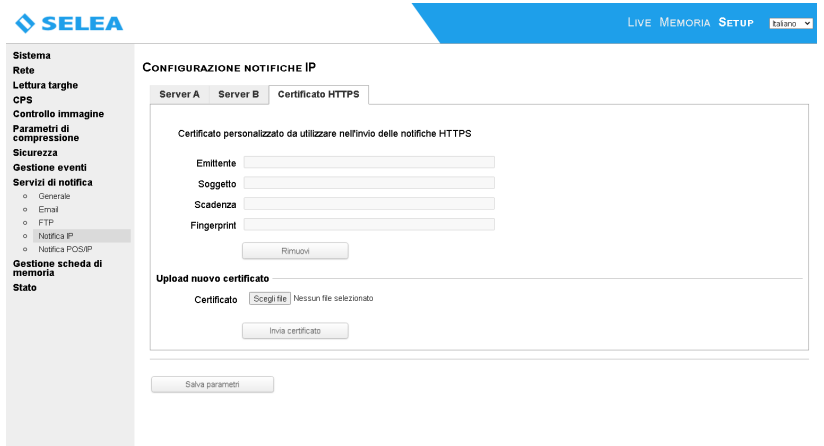 SELEA
LIVE MEMORIA SETUP Italiano
Sistema
Rete
Lettura targhe
CPS
Controllo immagine
Parametri di
compressione
Sicurezza
Gestione eventi
Servizi di notifica
Generale
Email
FTP
Notifica IP
Notifica POS/IP
Gestione scheda di
memoria
Stato
CONFIGURAZIONE NOTIFICHE IP
Server A Server B Certificato HTTPS
Certificato personalizzato da utilizzare nell'invio delle notifiche HTTPS
Emittente
Soggetto
Scadenza
Fingerprint
Rimuovi
Upload nuovo certificato
Certificato Scegli file Nessun file selezionato
Invia certificato
Salva parametri